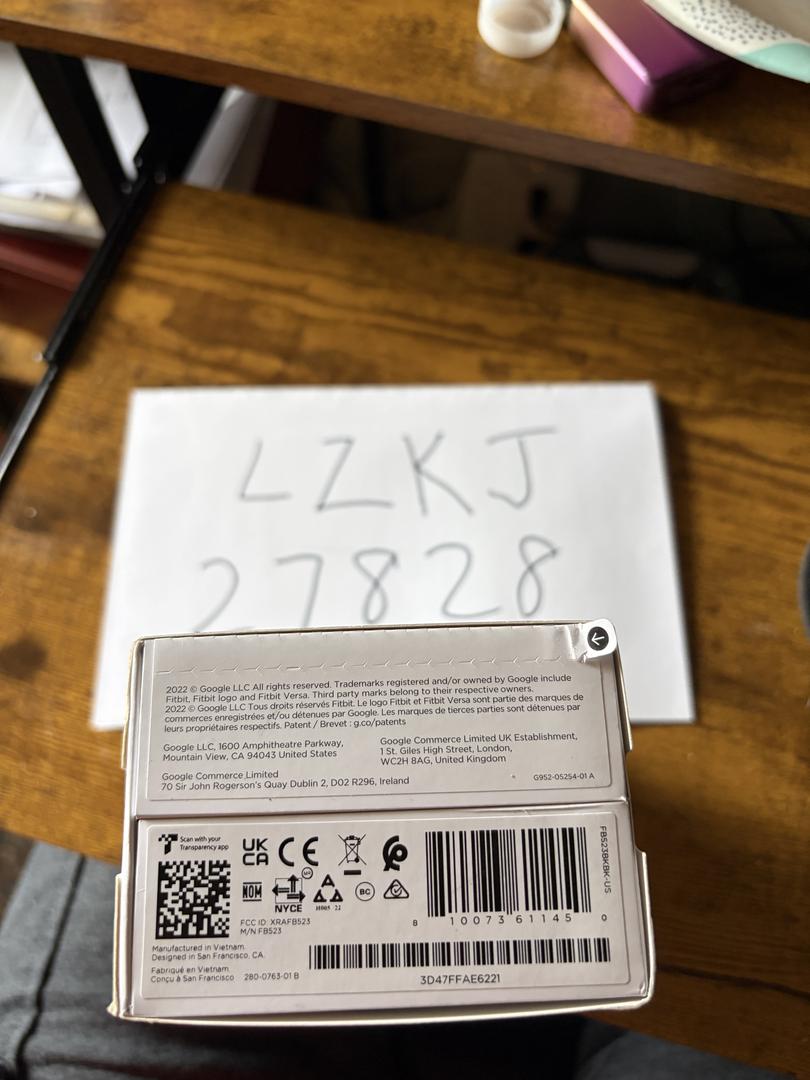 LZKJ
27828
2022 © Google LLC All rights reserved. Trademarks registered and/or owned by Google include
Fitbit, Fitbit logo and Fitbit Versa. Third party marks belong to their respective owners.
2022 © Google LLC Tous droits réservés Fitbit. Le logo Fitbit et Fitbit Versa sont partie des marques de
commerces enregistrées et/ou détenues par Google. Les marques de tierces parties sont détenues par
leurs propriétaires respectifs. Patent / Brevet : g.co/patents
Google LLC, 1600 Amphitheatre Parkway,
Mountain View, CA 94043 United States
Google Commerce Limited UK Establishment,
1 St. Giles High Street, London,
WC2H 8AG, United Kingdom
Google Commerce Limited
70 Sir John Rogerson's Quay Dublin 2, D02 R296, Ireland
G952-05254-01 A
Scan with your
Transparency app
UK
CA
CE
NOM
NYCE
BC
FCC ID: XRAFB523
M/N FB523
8 10073 61145 0
FB523BKBK-US
Manufactured in Vietnam.
Designed in San Francisco, CA.
Fabriqué en Vietnam.
Conçu à San Francisco
280-0763-01 B
3D47FFAE6221